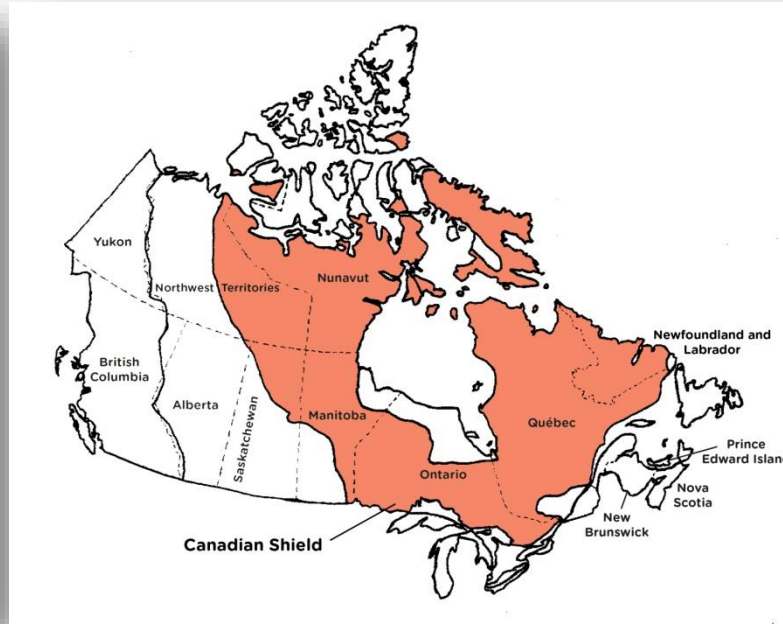 Yukon
Northwest Territories
Nunavut
British
Columbia
Alberta
Saskatchewan
Manitoba
Ontario
Québec
Newfoundland and
Labrador
Prince
Edward Island
Nova
Scotia
New
Brunswick
Canadian Shield